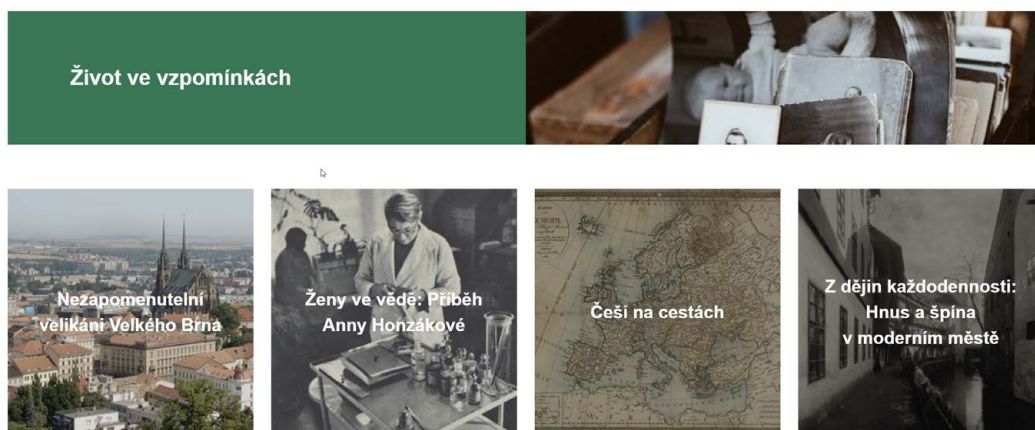 Život ve vzpomínkách
Nezapomenutelní
velikáni Velkého Brna
Ženy ve vědě: Příběh
Anny Honzákové
EUROPA
Češi na cestách
Z dějin každodennosti:
Hnus a špína
v moderním městě